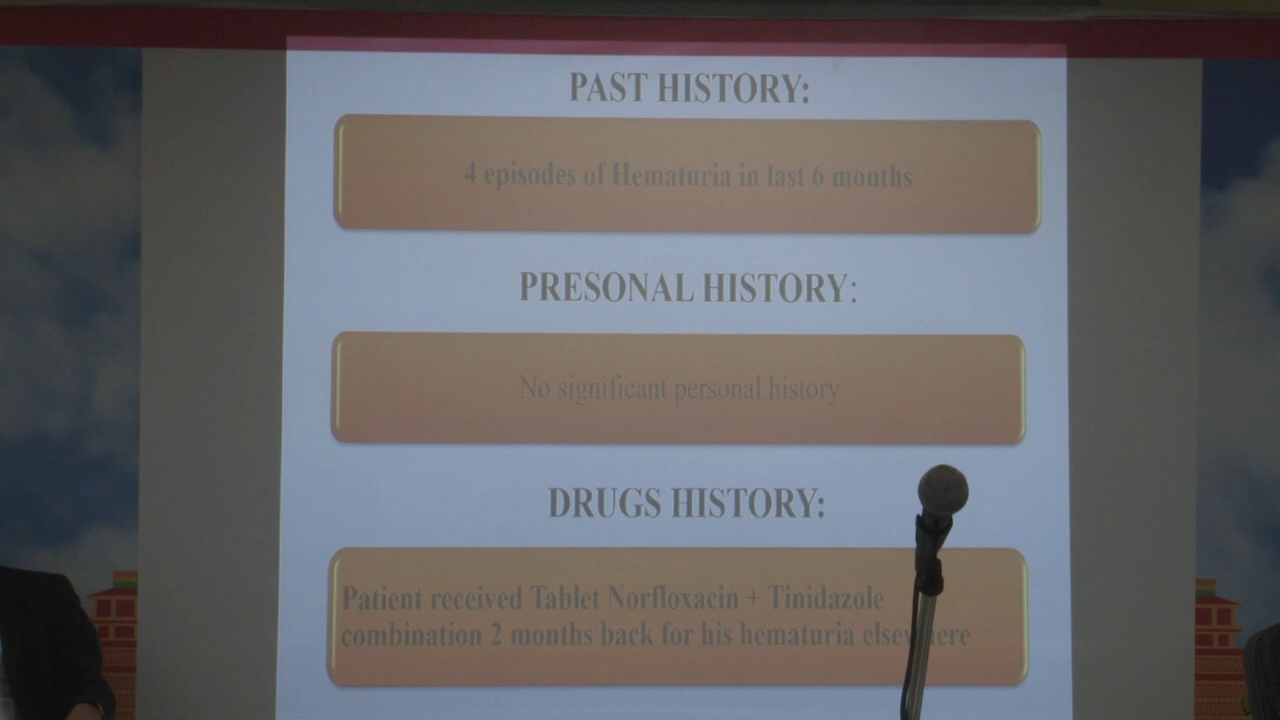 PAST HISTORY:
4 episodes of Hematuria in last 6 months
PRESONAL HISTORY:
No significant personal history
DRUGS HISTORY:
Patient received Tablet Norfloxacin + Tinidazole
combination 2 months back for his hematuria elsewhere